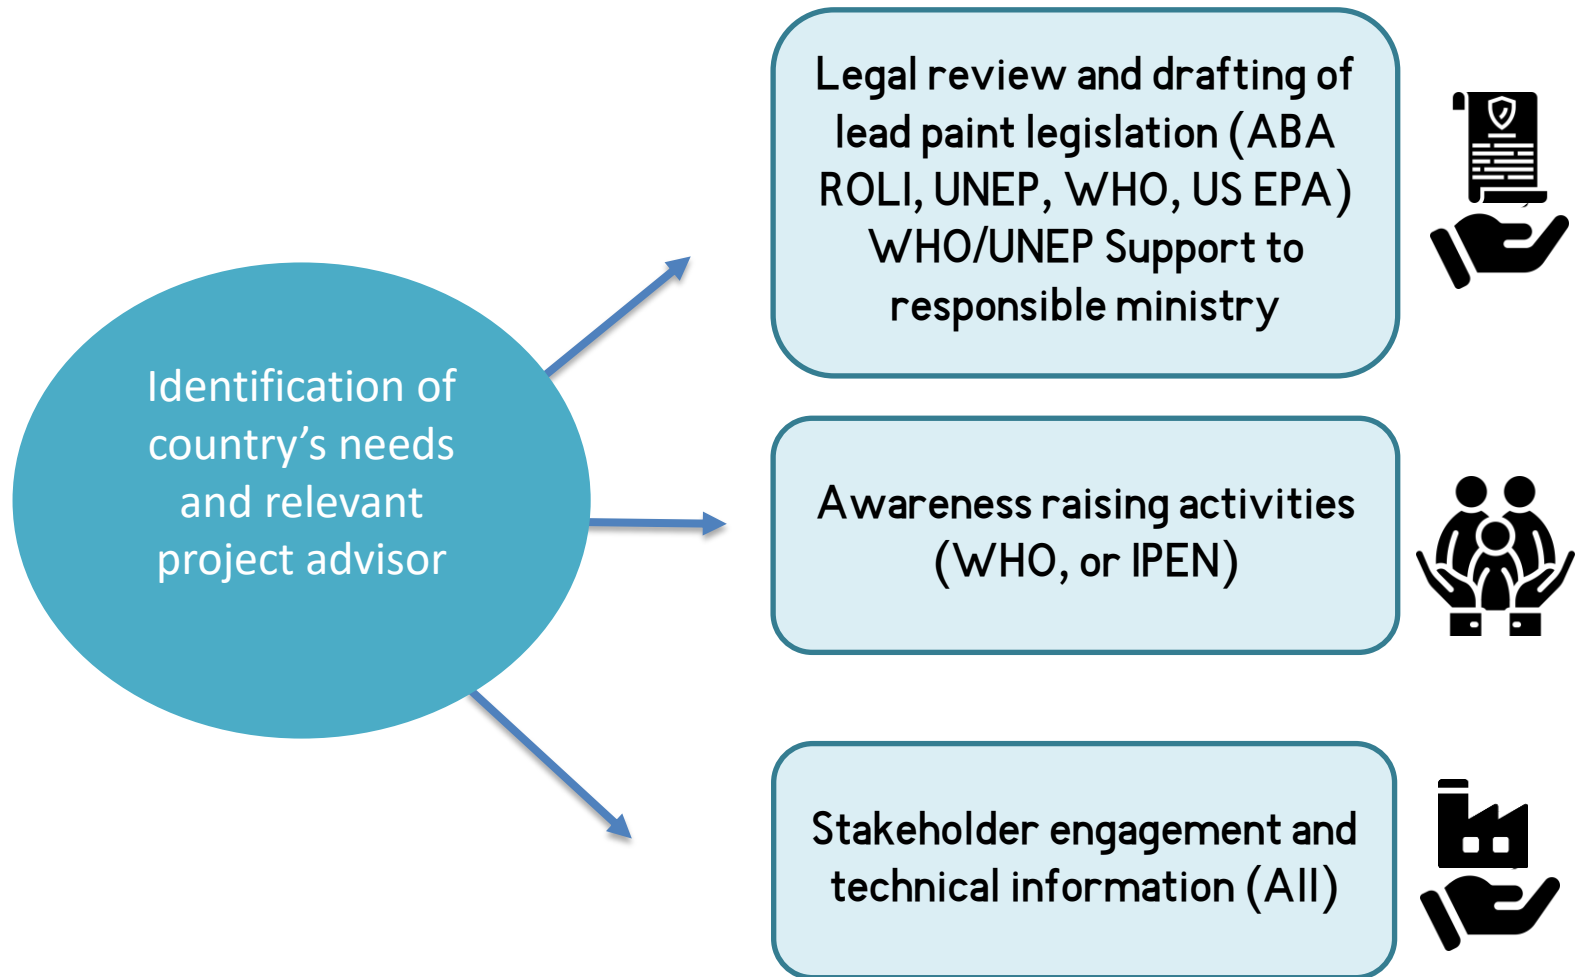 Identification of
country’s needs
and relevant
project advisor
Legal review and drafting of
lead paint legislation (ABA
ROLI, UNEP, WHO, US EPA)
WHO/UNEP Support to
responsible ministry
Awareness raising activities
(WHO, or IPEN)
Stakeholder engagement and
technical information (All)